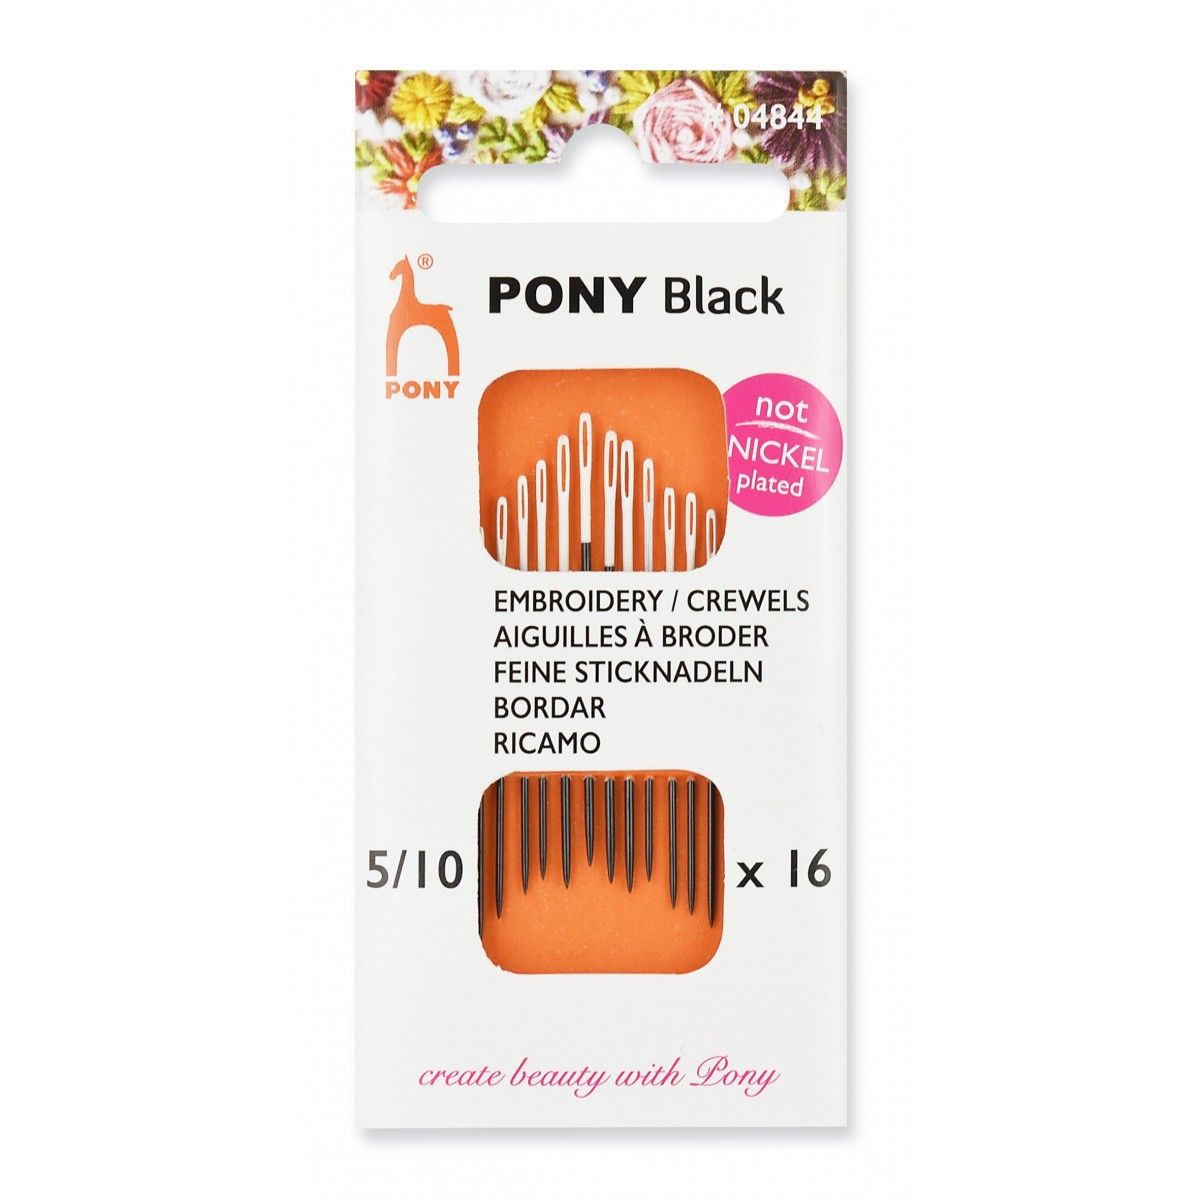 # 04844
®
PONY
PONY Black
not
NICKEL
plated
EMBROIDERY / CREWELS
AIGUILLES À BRODER
FEINE STICKNADELN
BORDAR
RICAMO
5/10 x 16
create beauty with Pony